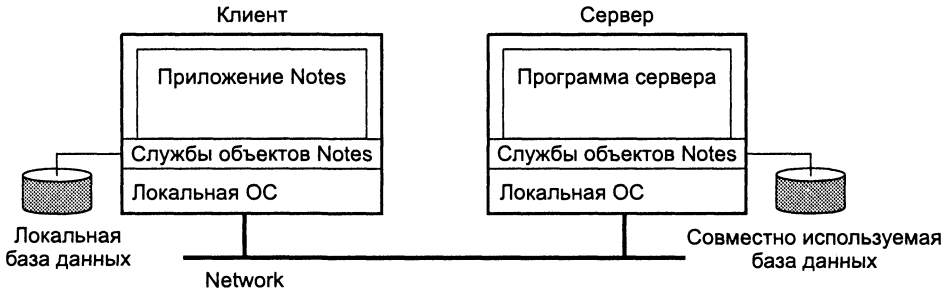 Клиент
Сервер
Приложение Notes
Программа сервера
Службы объектов Notes
Службы объектов Notes
Локальная ОС
Локальная ОС
Локальная
база данных
Совместно используемая
база данных
Network